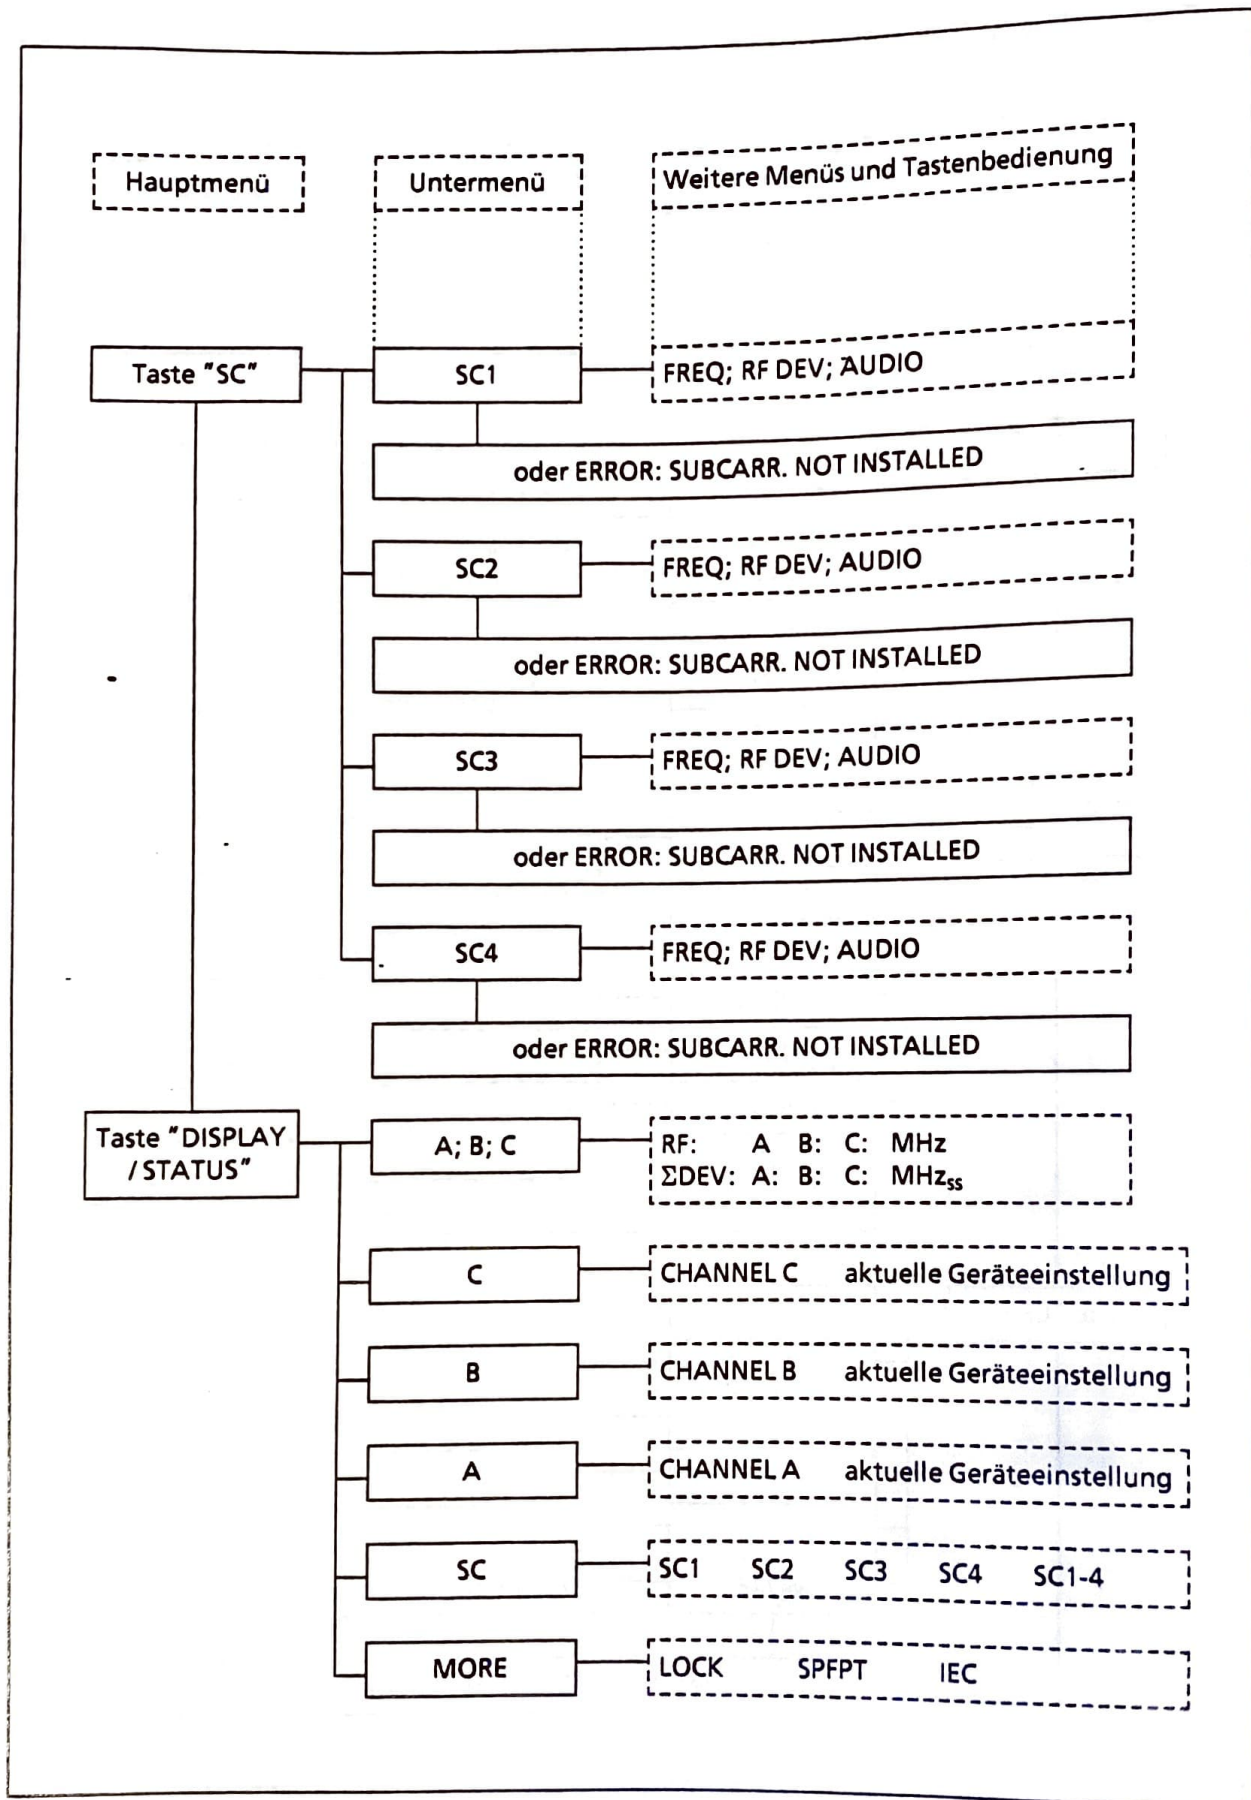 Hauptmenü
Untermenü
Weitere Menüs und Tastenbedienung
Taste "SC"
SC1
FREQ; RF DEV; AUDIO
oder ERROR: SUBCARR. NOT INSTALLED
SC2
FREQ; RF DEV; AUDIO
oder ERROR: SUBCARR. NOT INSTALLED
SC3
FREQ; RF DEV; AUDIO
oder ERROR: SUBCARR. NOT INSTALLED
SC4
FREQ; RF DEV; AUDIO
oder ERROR: SUBCARR. NOT INSTALLED
Taste "DISPLAY
/ STATUS"
A; B; C
RF: A B: C: MHz
ΣDEV: A: B: C: MHzss
C
CHANNEL C aktuelle Geräteeinstellung
B
CHANNEL B aktuelle Geräteeinstellung
A
CHANNEL A aktuelle Geräteeinstellung
SC
SC1 SC2 SC3 SC4 SC1-4
MORE
LOCK SPFPT IEC